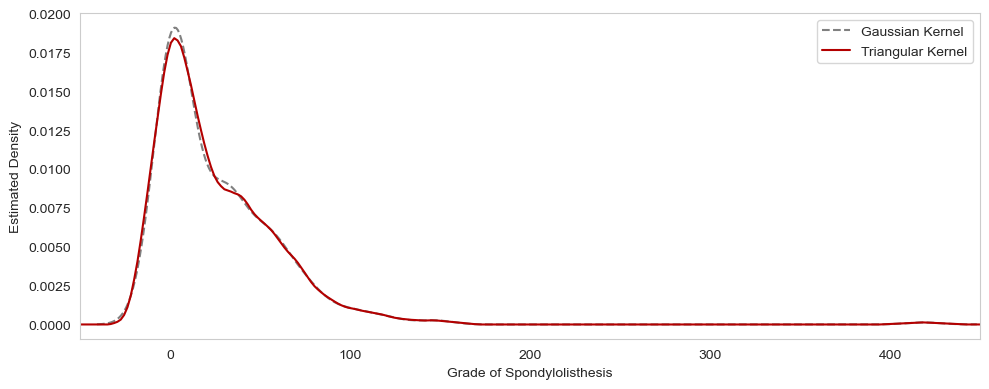 0.0200
0.0175
0.0150
0.0125
0.0100
0.0075
0.0050
0.0025
0.0000
Estimated Density
Gaussian Kernel
Triangular Kernel
0 100 200 300 400
Grade of Spondylolisthesis